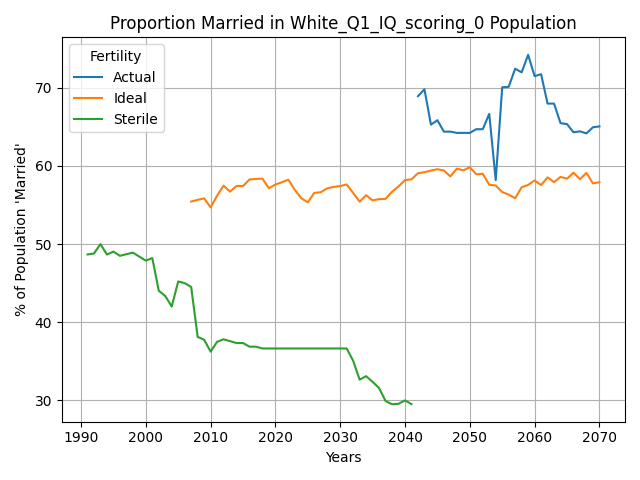 Proportion Married in White_Q1_IQ_scoring_0 Population
Fertility
Actual
Ideal
Sterile
% of Population 'Married'
70
60
50
40
30
1990 2000 2010 2020 2030 2040 2050 2060 2070
Years